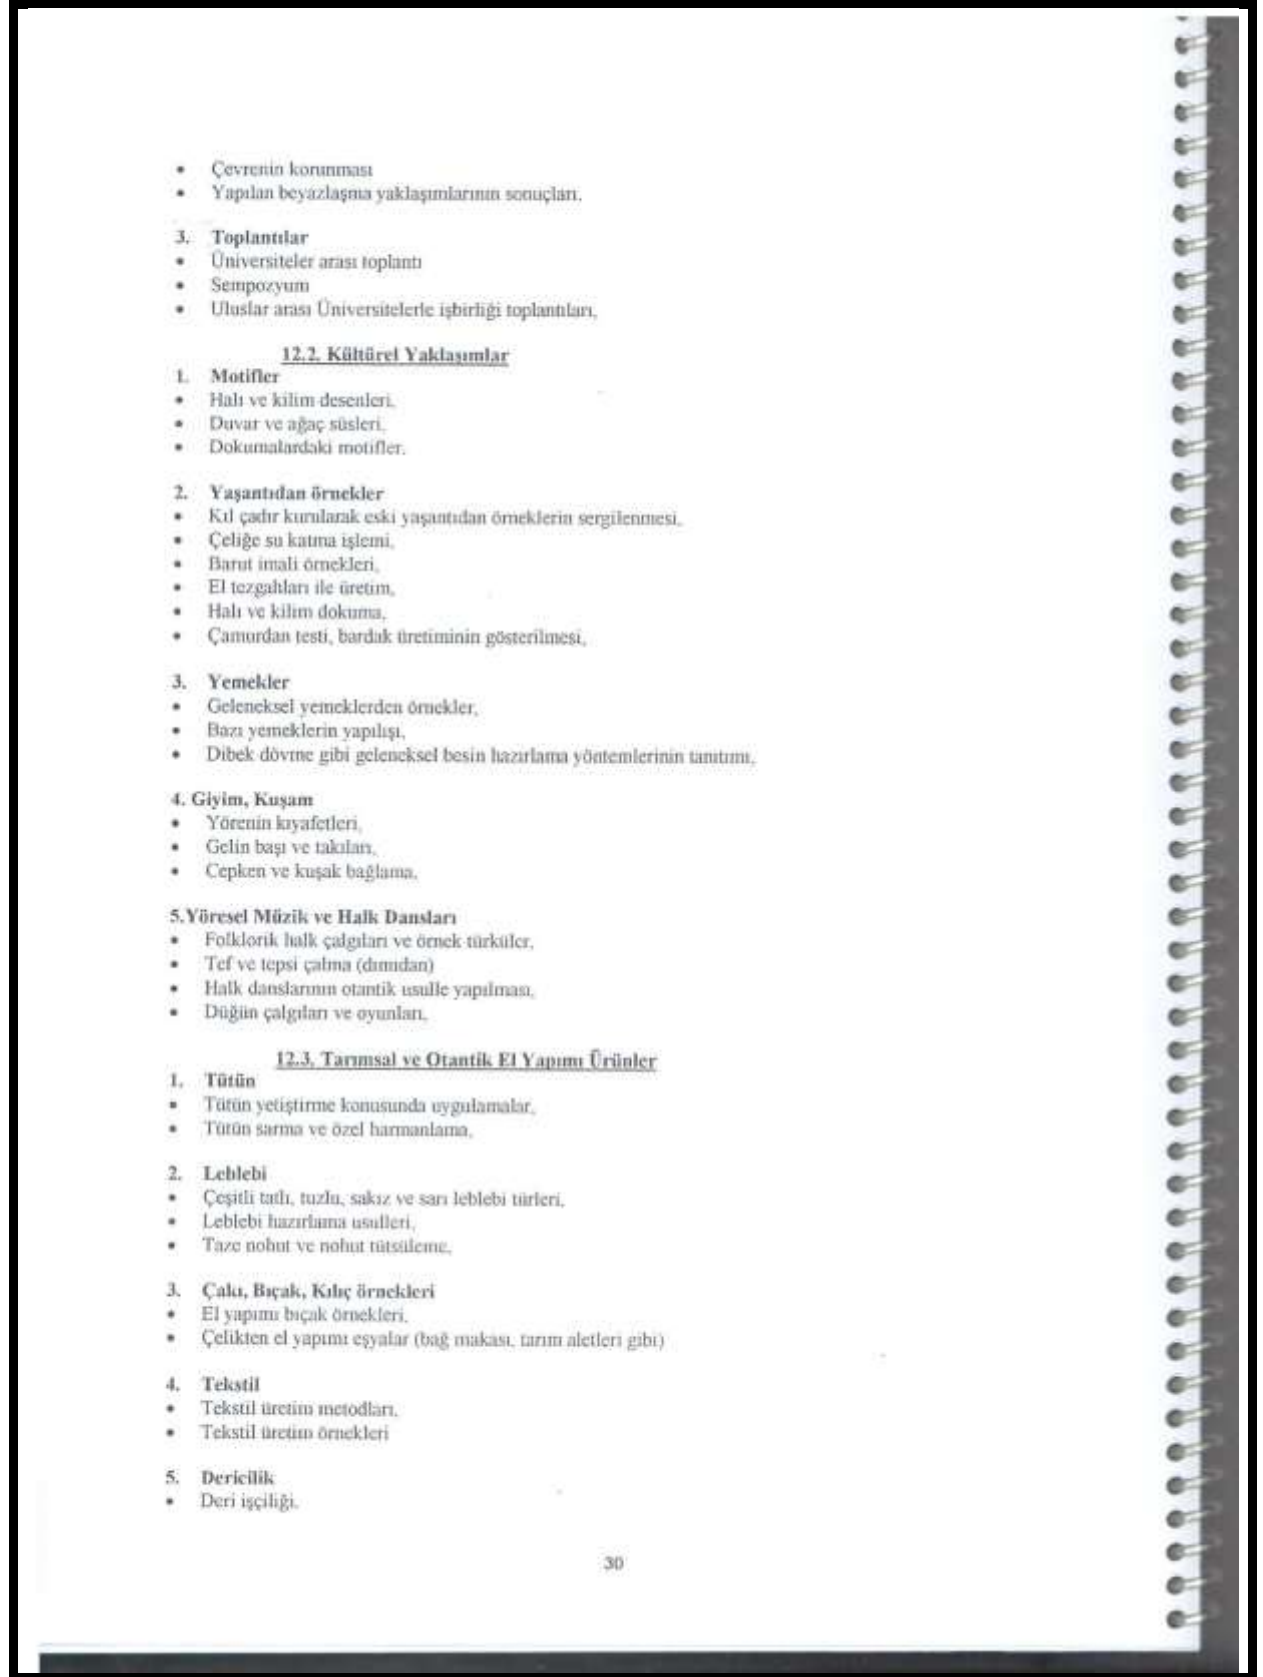 • Çevrenin korunması
• Yapılan beyazlaşma yaklaşımlarının sonuçları.
3. Toplantılar
• Üniversiteler arası toplantı
• Sempozyum
• Uluslar arası Üniversitelerle işbirliği toplantıları,
12.2. Kültürel Yaklaşımlar
1. Motifler
• Halı ve kilim desenleri,
• Duvar ve ağaç süsleri,
• Dokumalardaki motifler.
2. Yaşantıdan örnekler
• Kıl çadır kurularak eski yaşantıdan örneklerin sergilenmesi,
• Çeliğe su katma işlemi,
• Barut imali örnekleri,
• El tezgahları ile üretim,
• Halı ve kilim dokuma,
• Çamurdan testi, bardak üretiminin gösterilmesi,
3. Yemekler
• Geleneksel yemeklerden örnekler,
• Bazı yemeklerin yapılışı,
• Dibek dövme gibi geleneksel besin hazırlama yöntemlerinin tanıtımı,
4. Giyim, Kuşam
• Yörenin kıyafetleri,
• Gelin başı ve takıları,
• Cepken ve kuşak bağlama,
5.Yöresel Müzik ve Halk Dansları
• Folklorik halk çalgıları ve örnek türküler,
• Tef ve tepsi çalma (dımıdan)
• Halk danslarının otantik usulle yapılması,
• Düğün çalgıları ve oyunları,
12.3. Tarımsal ve Otantik El Yapımı Ürünler
1. Tütün
• Tütün yetiştirme konusunda uygulamalar,
• Tütün sarma ve özel harmanlama,
2. Leblebi
• Çeşitli tatlı, tuzlu, sakız ve sarı leblebi türleri,
• Leblebi hazırlama usulleri,
• Taze nohut ve nohut tütsüleme,
3. Çakı, Bıçak, Kılıç örnekleri
• El yapımı bıçak örnekleri,
• Çelikten el yapımı eşyalar (bağ makası, tarım aletleri gibi)
4. Tekstil
• Tekstil üretim metodları,
• Tekstil üretim örnekleri
5. Dericilik
• Deri işçiliği,
30